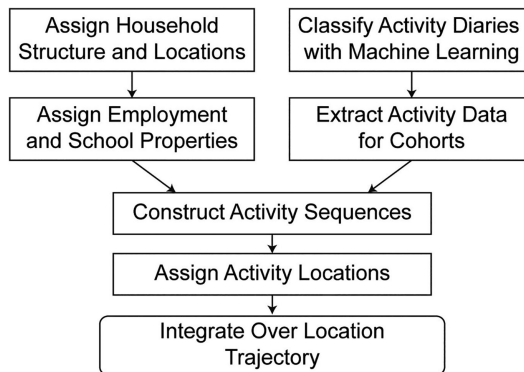 Assign Household
Structure and Locations
Classify Activity Diaries
with Machine Learning
Assign Employment
and School Properties
Extract Activity Data
for Cohorts
Construct Activity Sequences
Assign Activity Locations
Integrate Over Location
Trajectory